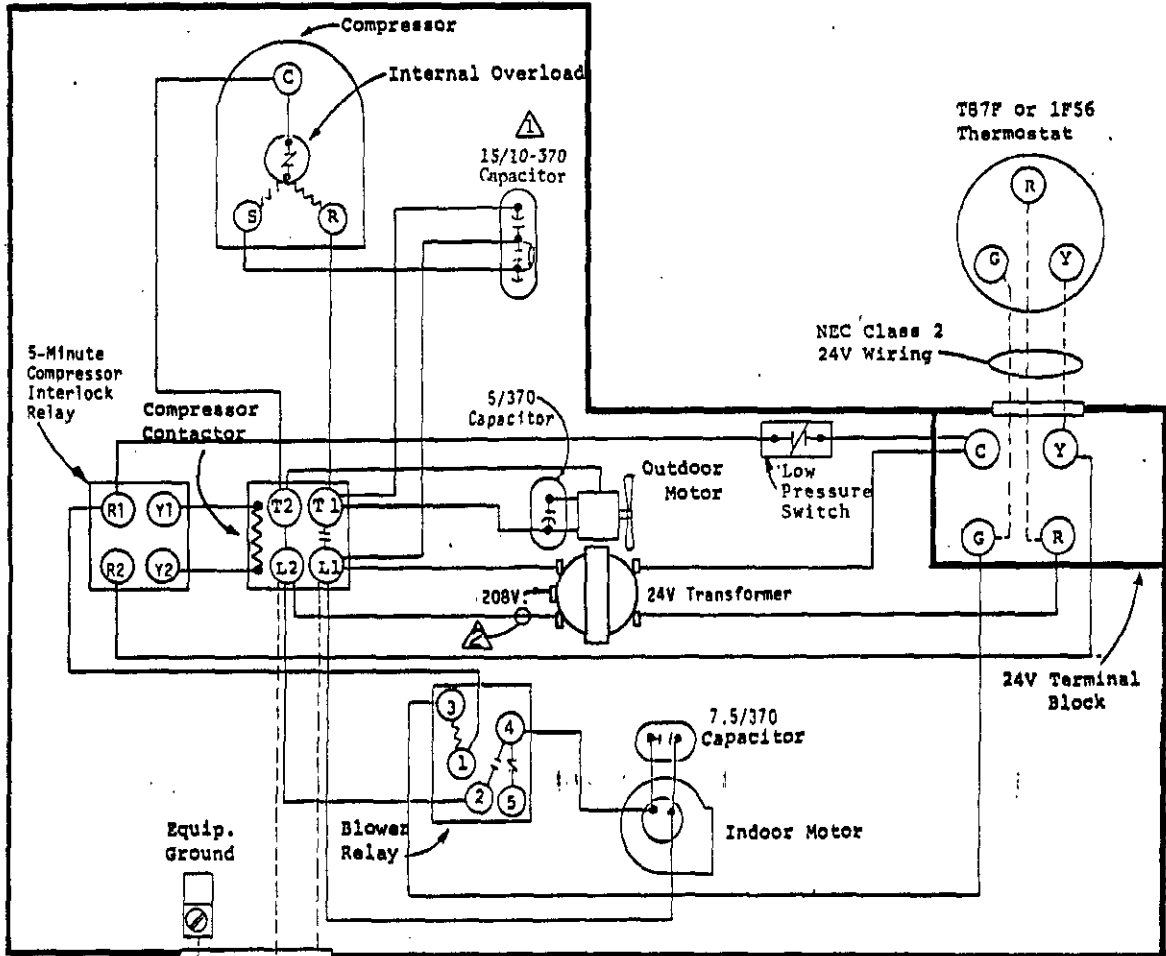 Compressor
C
Internal Overload
S
R
1
15/10-370
Capacitor
T87F or 1F56
Thermostat
R
G
Y
NEC Class 2
24V Wiring
5-Minute
Compressor
Interlock
Relay
Compressor
Contactor
5/370
Capacitor
Outdoor
Motor
Low
Pressure
Switch
C
Y
G
R
R1
Y1
R2
Y2
T2
T1
L2
L1
208V.
24V Transformer
2
24V Terminal
Block
3
4
1
2
5
7.5/370
Capacitor
Blower
Relay
Indoor Motor
Equip.
Ground